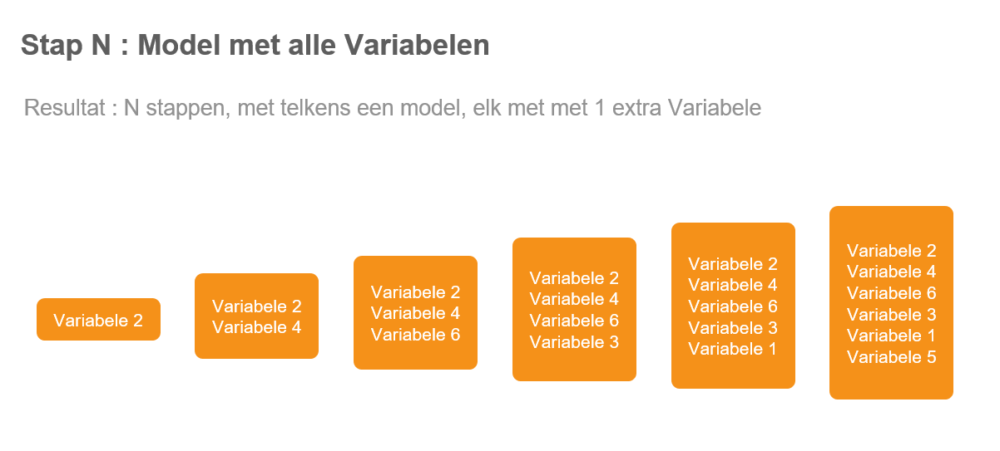 Stap N : Model met alle Variabelen
Resultat : N stappen, met telkens een model, elk met met 1 extra Variabele
Variabele 2
Variabele 2
Variabele 4
Variabele 2
Variabele 4
Variabele 6
Variabele 2
Variabele 4
Variabele 6
Variabele 3
Variabele 2
Variabele 4
Variabele 6
Variabele 3
Variabele 1
Variabele 2
Variabele 4
Variabele 6
Variabele 3
Variabele 1
Variabele 5